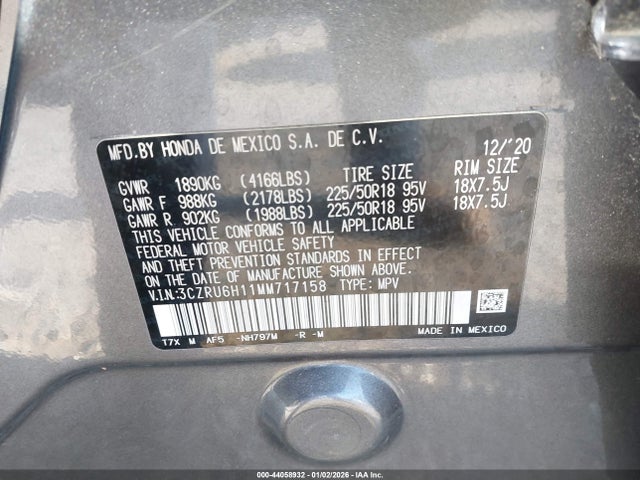 MFD.BY HONDA DE MEXICO S.A. DE C.V. 12/'20
GVWR 1890KG (4166LBS) TIRE SIZE RIM SIZE
GAWR F 988KG (2178LBS) 225/50R18 95V 18X7.5J
GAWR R 902KG (1988LBS) 225/50R18 95V 18X7.5J
THIS VEHICLE CONFORMS TO ALL APPLICABLE
FEDERAL MOTOR VEHICLE SAFETY
AND THEFT PREVENTION STANDARDS IN EFFECT
ON THE DATE OF MANUFACTURE SHOWN ABOVE.
V.I.N:3CZRU6H11MM717158 TYPE: MPV
T7X M AF5 -NH797M -R -M MADE IN MEXICO
000-44058932 - 01/02/2026 - IAA Inc.